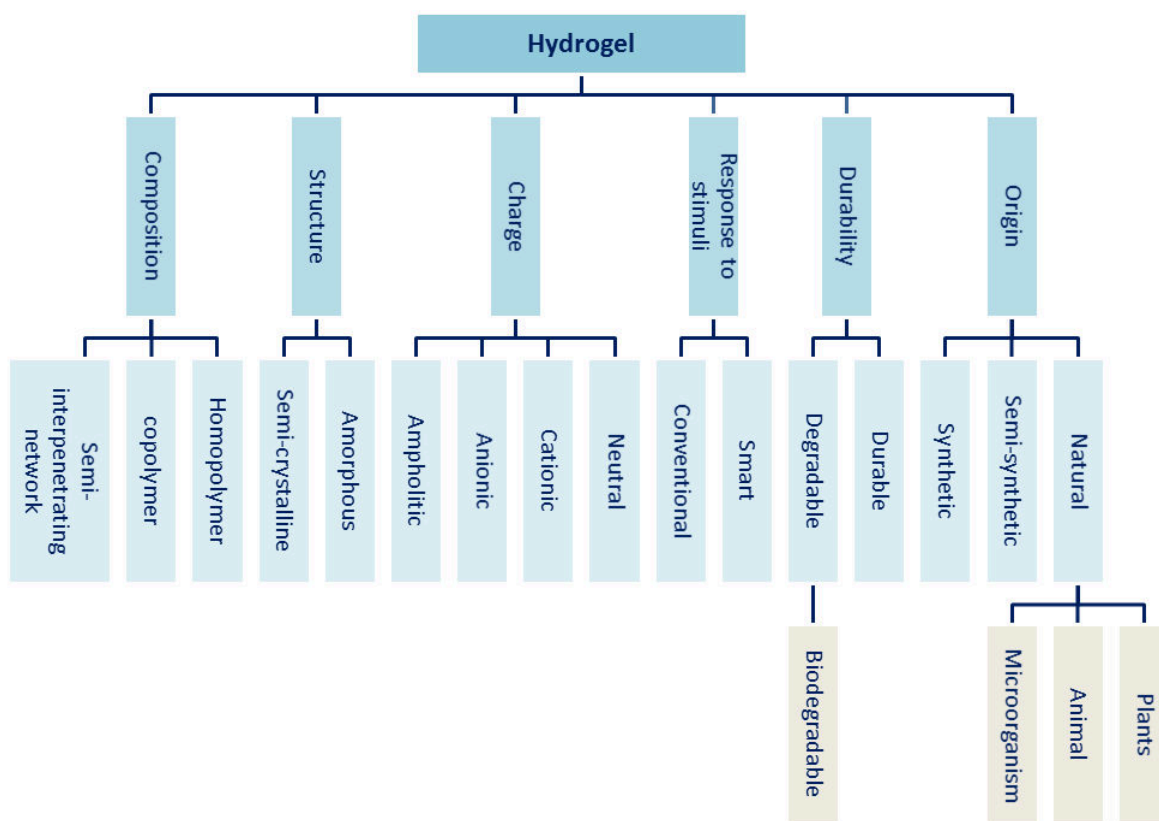 Hydrogel
Composition
Structure
Charge
Response to
stimuli
Durability
Origin
Semi-
interpenetrating
network
copolymer
Homopolymer
Semi-crystalline
Amorphous
Ampholitic
Anionic
Cationic
Neutral
Conventional
Smart
Degradable
Durable
Synthetic
Semi-synthetic
Natural
Biodegradable
Microorganism
Animal
Plants